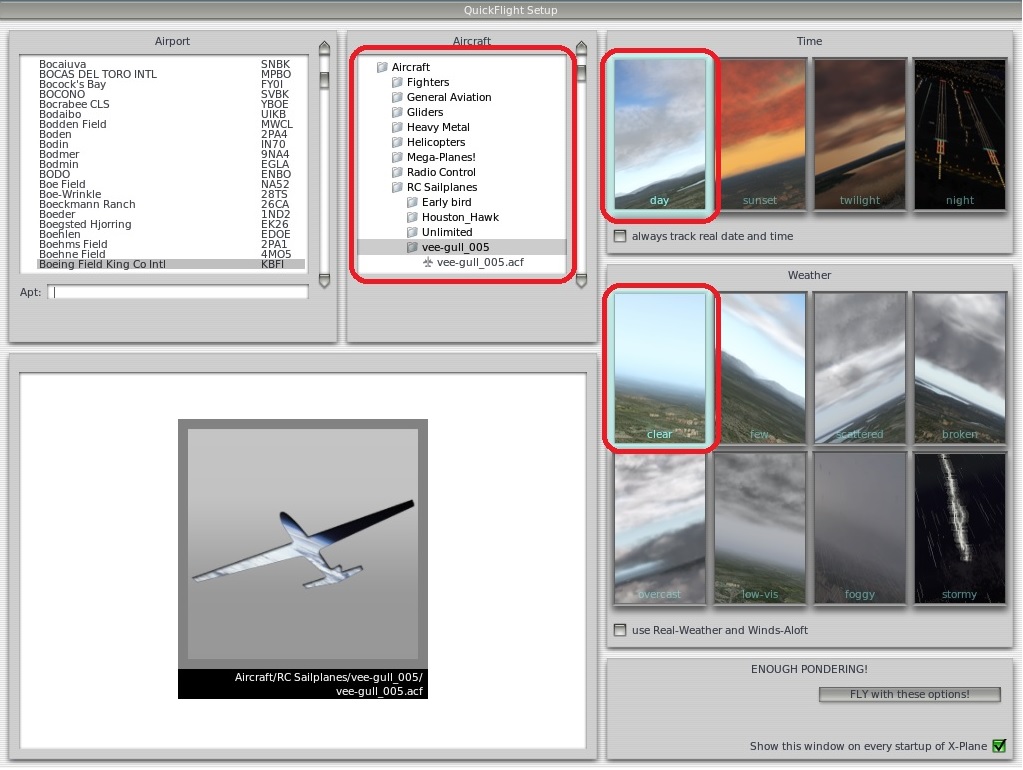 QuickFlight Setup
Airport
Bocaiuva SNBK
BOCAS DEL TORO INTL MPBO
Bocock's Bay FY0I
BOCONO SVBK
Bocrabee CLS YBOE
Bodaibo UIKB
Bodden Field MWCL
Boden 2PA4
Bodin IN70
Bodmer 9NA4
Bodmin EGLA
BODO ENBO
Boe Field NA52
Boe-Wrinkle 28TS
Boeckmann Ranch 26CA
Boeder 1ND2
Boegsted Hjorring EK26
Boehlen EDOE
Boehms Field 2PA1
Boehne Field 4MO5
Boeing Field King Co Intl KBFI
Apt:
Aircraft
Aircraft
Fighters
General Aviation
Gliders
Heavy Metal
Helicopters
Mega-Planes!
Radio Control
RC Sailplanes
Early bird
Houston_Hawk
Unlimited
vee-gull_005
vee-gull_005.acf
Time
day sunset twilight night
always track real date and time
Weather
clear few scattered broken
overcast low-vis foggy stormy
use Real-Weather and Winds-Aloft
Aircraft/RC Sailplanes/vee-gull_005/
vee-gull_005.acf
ENOUGH PONDERING!
FLY with these options!
Show this window on every startup of X-Plane